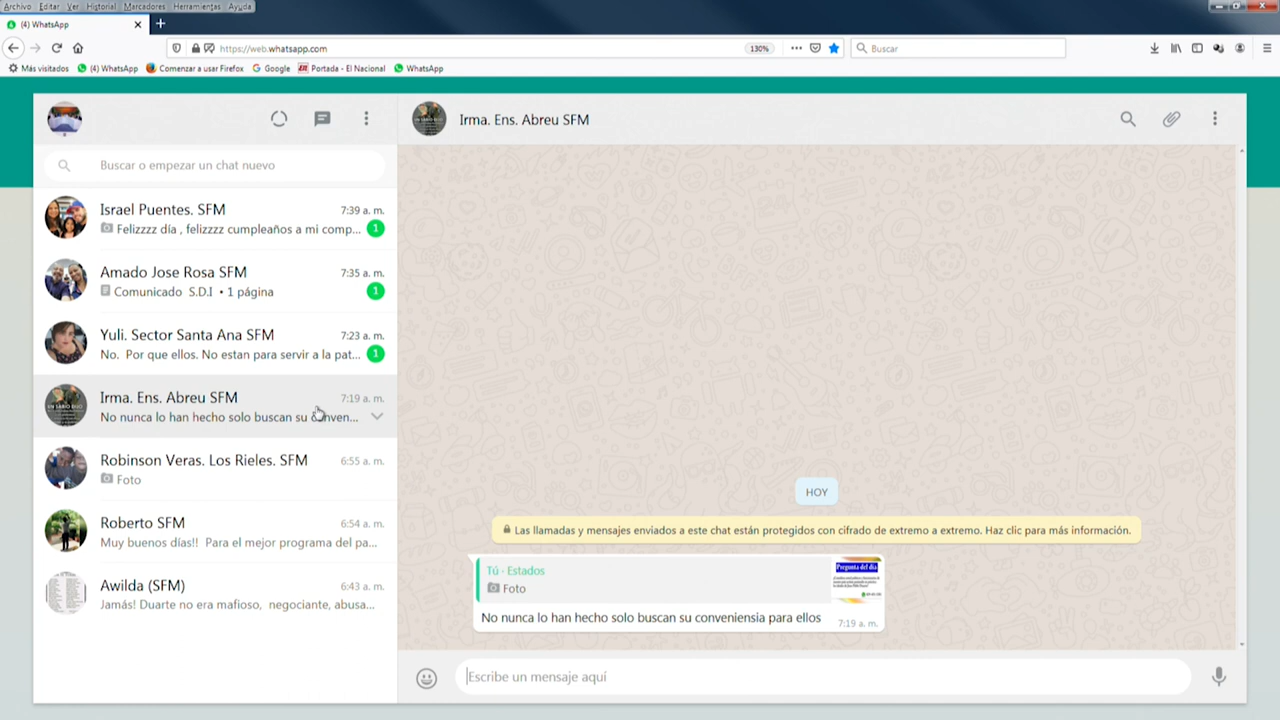 Archivo Editar Ver Historial Marcadores Herramientas Ayuda
(4) WhatsApp
https://web.whatsapp.com
130%
Buscar
Más visitados (4) WhatsApp Comenzar a usar Firefox Google Portada - El Nacional WhatsApp
Irma. Ens. Abreu SFM
Buscar o empezar un chat nuevo
Israel Puentes. SFM 7:39 a. m.
Felizzzz día , felizzzz cumpleaños a mi comp... 1
Amado Jose Rosa SFM 7:35 a. m.
Comunicado S.D.I • 1 página 1
Yuli. Sector Santa Ana SFM 7:23 a. m.
No. Por que ellos. No estan para servir a la pat... 1
Irma. Ens. Abreu SFM 7:19 a. m.
No nunca lo han hecho solo buscan su conven...
Robinson Veras. Los Rieles. SFM 6:55 a. m.
Foto
Roberto SFM 6:54 a. m.
Muy buenos días!! Para el mejor programa del pa...
Awilda (SFM) 6:43 a. m.
Jamás! Duarte no era mafioso, negociante, abusa...
HOY
Las llamadas y mensajes enviados a este chat están protegidos con cifrado de extremo a extremo. Haz clic para más información.
Tú · Estados
Foto
Pregunta del día
No nunca lo han hecho solo buscan su conveniensia para ellos
7:19 a. m.
Escribe un mensaje aquí